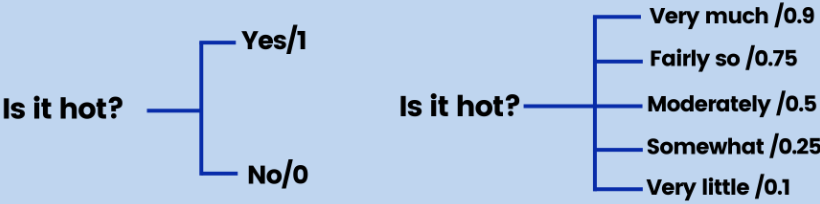 Is it hot?
Yes/1
No/0
Is it hot?
Very much /0.9
Fairly so /0.75
Moderately /0.5
Somewhat /0.25
Very little /0.1